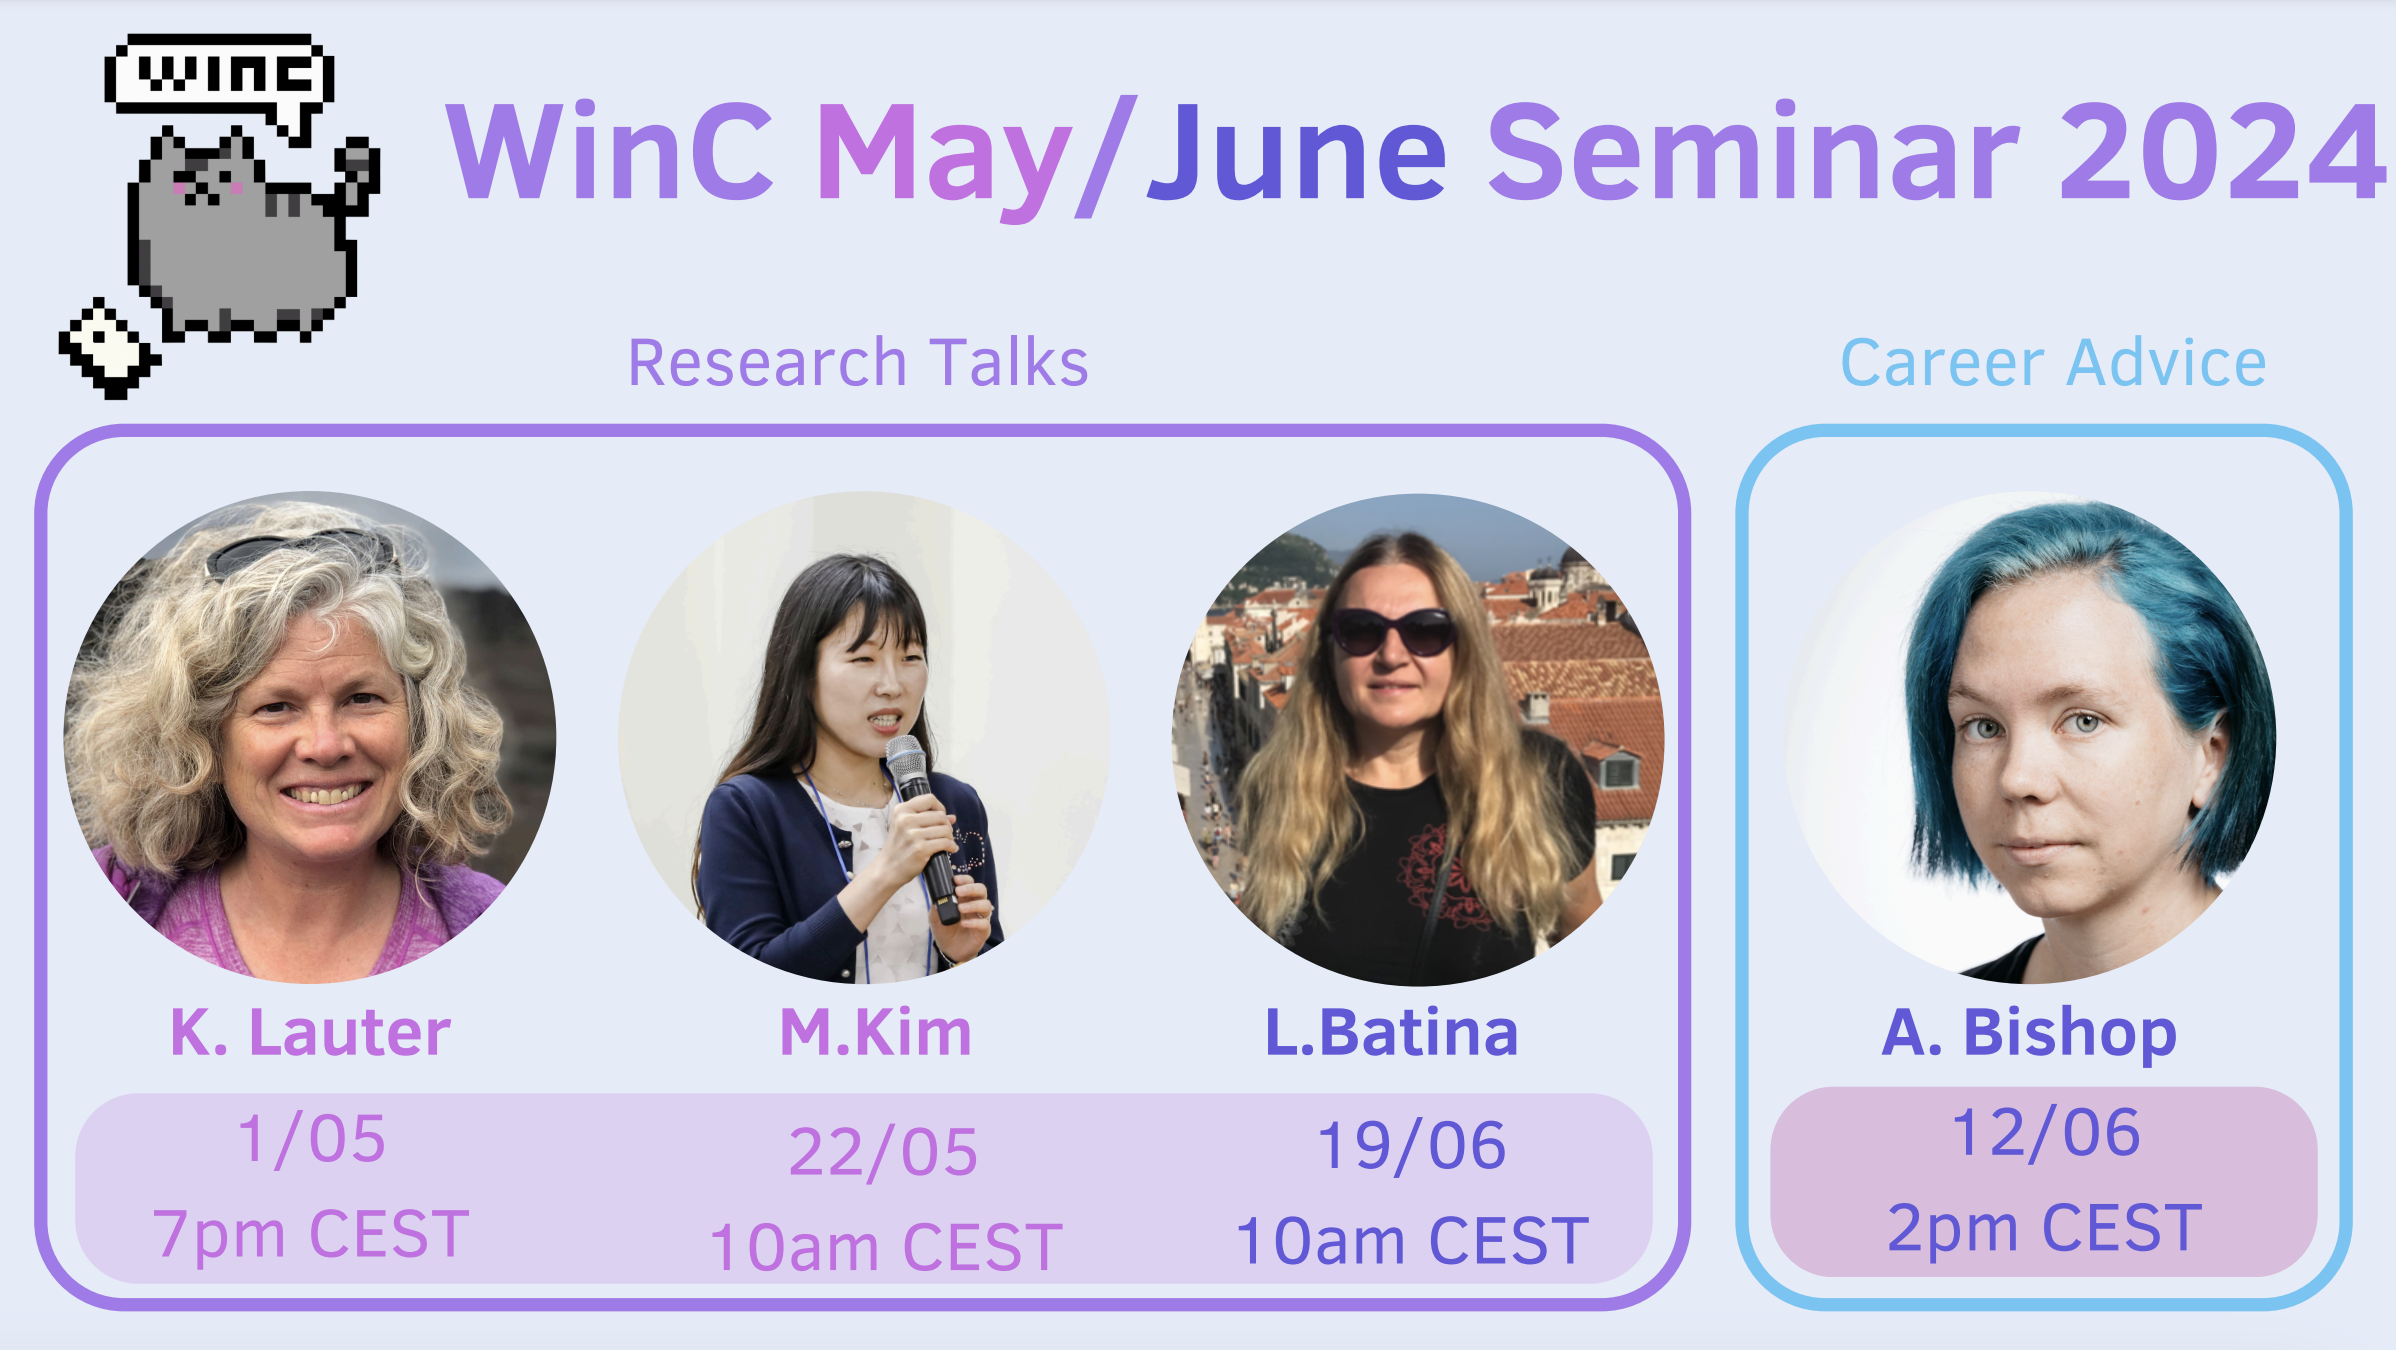 winc
WinC May/June Seminar 2024
Research Talks
Career Advice
K. Lauter
1/05
7pm CEST
M.Kim
22/05
10am CEST
L.Batina
19/06
10am CEST
A. Bishop
12/06
2pm CEST